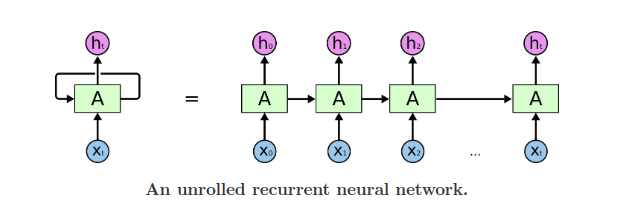 hₜ h₀ h₁ h₂ hₜ
A = A A A A
xₜ x₀ x₁ x₂ ... xₜ
An unrolled recurrent neural network.